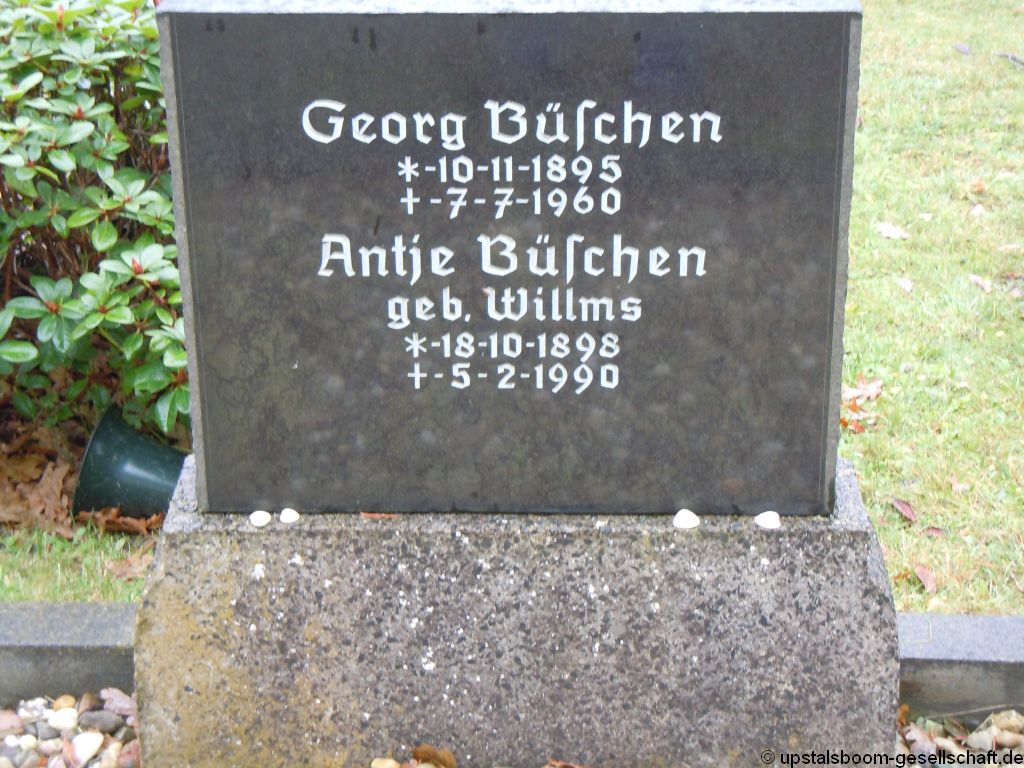 Georg Büſchen
*-10-11-1895
†-7-7-1960
Antje Büſchen
geb. Willms
*-18-10-1898
†-5-2-1990
© upstalsboom-gesellschaft.de